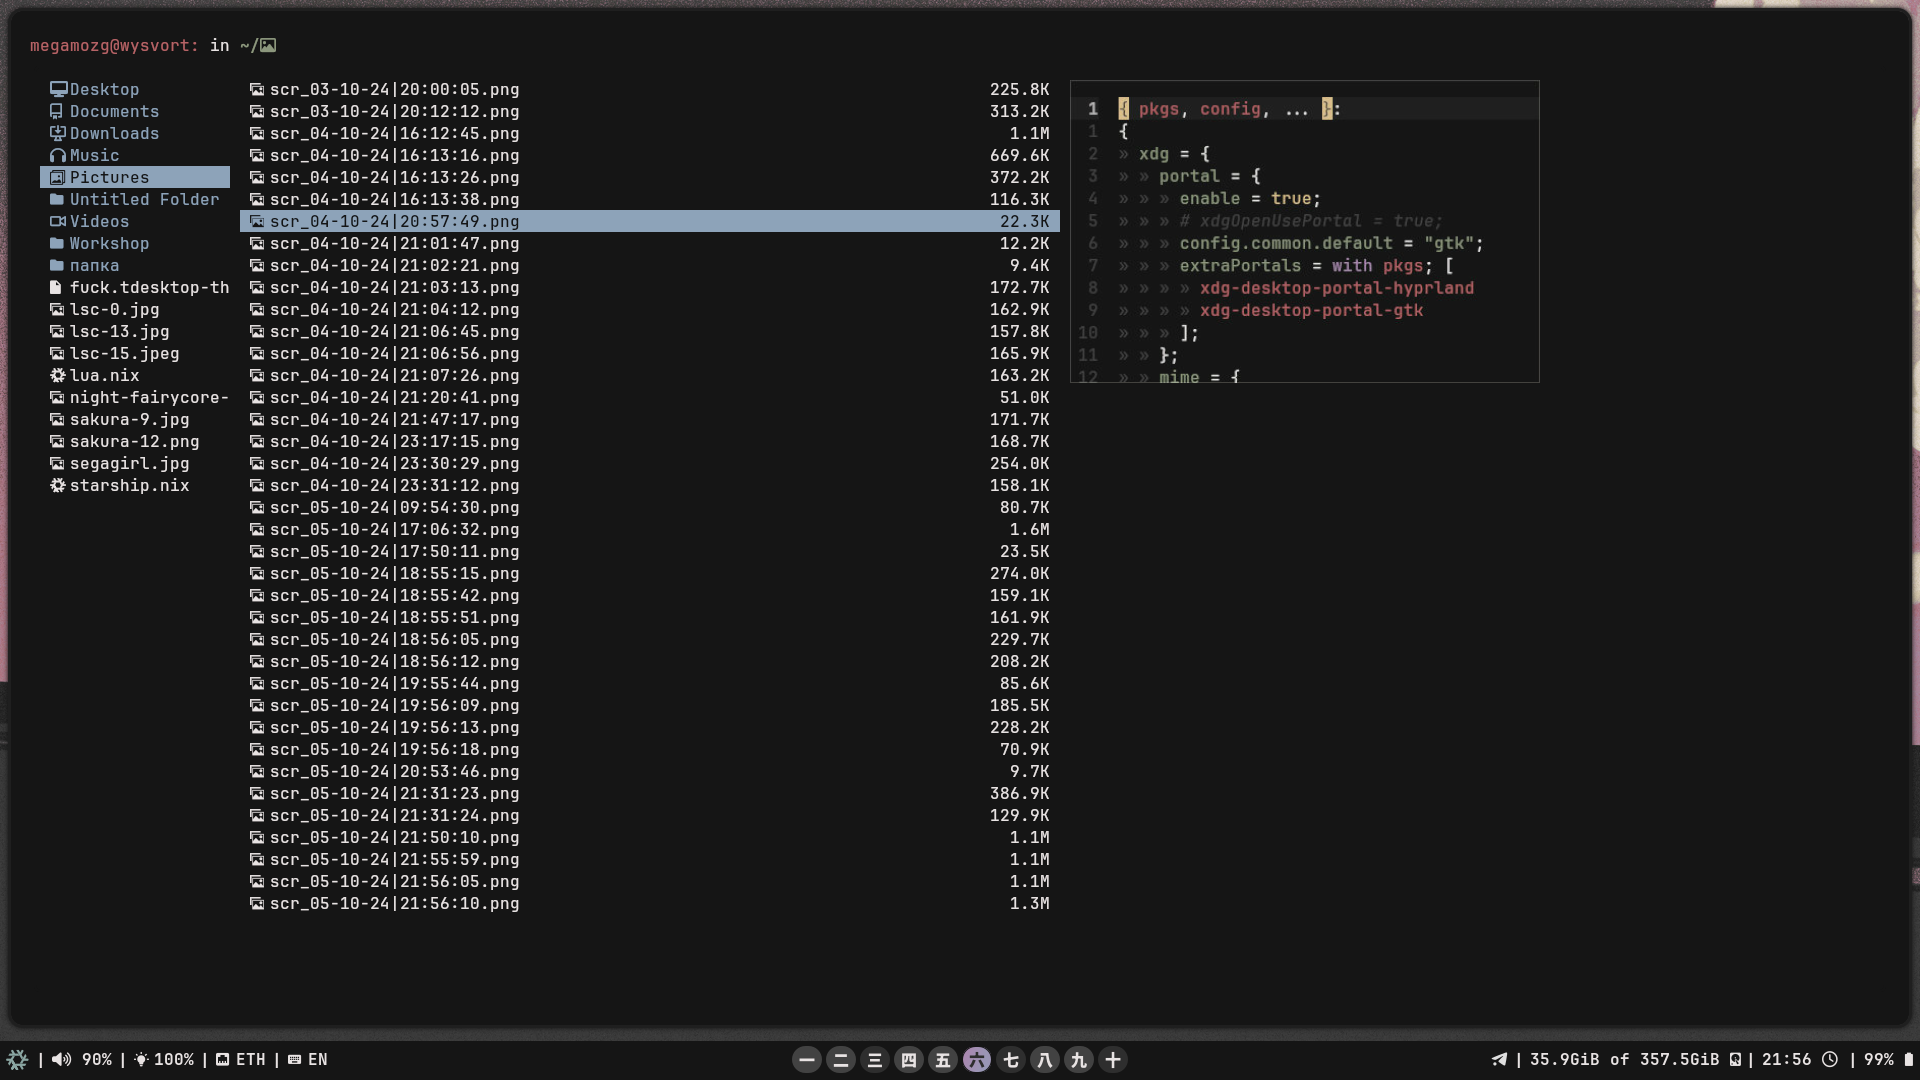 megamozg@wysvort: in ~/
Desktop
Documents
Downloads
Music
Pictures
Untitled Folder
Videos
Workshop
папка
fuck.tdesktop-th
lsc-0.jpg
lsc-13.jpg
lsc-15.jpeg
lua.nix
night-fairycore-
sakura-9.jpg
sakura-12.png
segagirl.jpg
starship.nix
scr_03-10-24|20:00:05.png 225.8K
scr_03-10-24|20:12:12.png 313.2K
scr_04-10-24|16:12:45.png 1.1M
scr_04-10-24|16:13:16.png 669.6K
scr_04-10-24|16:13:26.png 372.2K
scr_04-10-24|16:13:38.png 116.3K
scr_04-10-24|20:57:49.png 22.3K
scr_04-10-24|21:01:47.png 12.2K
scr_04-10-24|21:02:21.png 9.4K
scr_04-10-24|21:03:13.png 172.7K
scr_04-10-24|21:04:12.png 162.9K
scr_04-10-24|21:06:45.png 157.8K
scr_04-10-24|21:06:56.png 165.9K
scr_04-10-24|21:07:26.png 163.2K
scr_04-10-24|21:20:41.png 51.0K
scr_04-10-24|21:47:17.png 171.7K
scr_04-10-24|23:17:15.png 168.7K
scr_04-10-24|23:30:29.png 254.0K
scr_04-10-24|23:31:12.png 158.1K
scr_05-10-24|09:54:30.png 80.7K
scr_05-10-24|17:06:32.png 1.6M
scr_05-10-24|17:50:11.png 23.5K
scr_05-10-24|18:55:15.png 274.0K
scr_05-10-24|18:55:42.png 159.1K
scr_05-10-24|18:55:51.png 161.9K
scr_05-10-24|18:56:05.png 229.7K
scr_05-10-24|18:56:12.png 208.2K
scr_05-10-24|19:55:44.png 85.6K
scr_05-10-24|19:56:09.png 185.5K
scr_05-10-24|19:56:13.png 228.2K
scr_05-10-24|19:56:18.png 70.9K
scr_05-10-24|20:53:46.png 9.7K
scr_05-10-24|21:31:23.png 386.9K
scr_05-10-24|21:31:24.png 129.9K
scr_05-10-24|21:50:10.png 1.1M
scr_05-10-24|21:55:59.png 1.1M
scr_05-10-24|21:56:05.png 1.1M
scr_05-10-24|21:56:10.png 1.3M
1 { pkgs, config, ... }:
1 {
2 » xdg = {
3 » » portal = {
4 » » » enable = true;
5 » » » # xdgOpenUsePortal = true;
6 » » » config.common.default = "gtk";
7 » » » extraPortals = with pkgs; [
8 » » » » xdg-desktop-portal-hyprland
9 » » » » xdg-desktop-portal-gtk
10 » » » ];
11 » » };
12 » » mime = {
| 90% | 100% | ETH | EN
一 二 三 四 五 六 七 八 九 十
| 35.9GiB of 357.5GiB | 21:56 | 99%